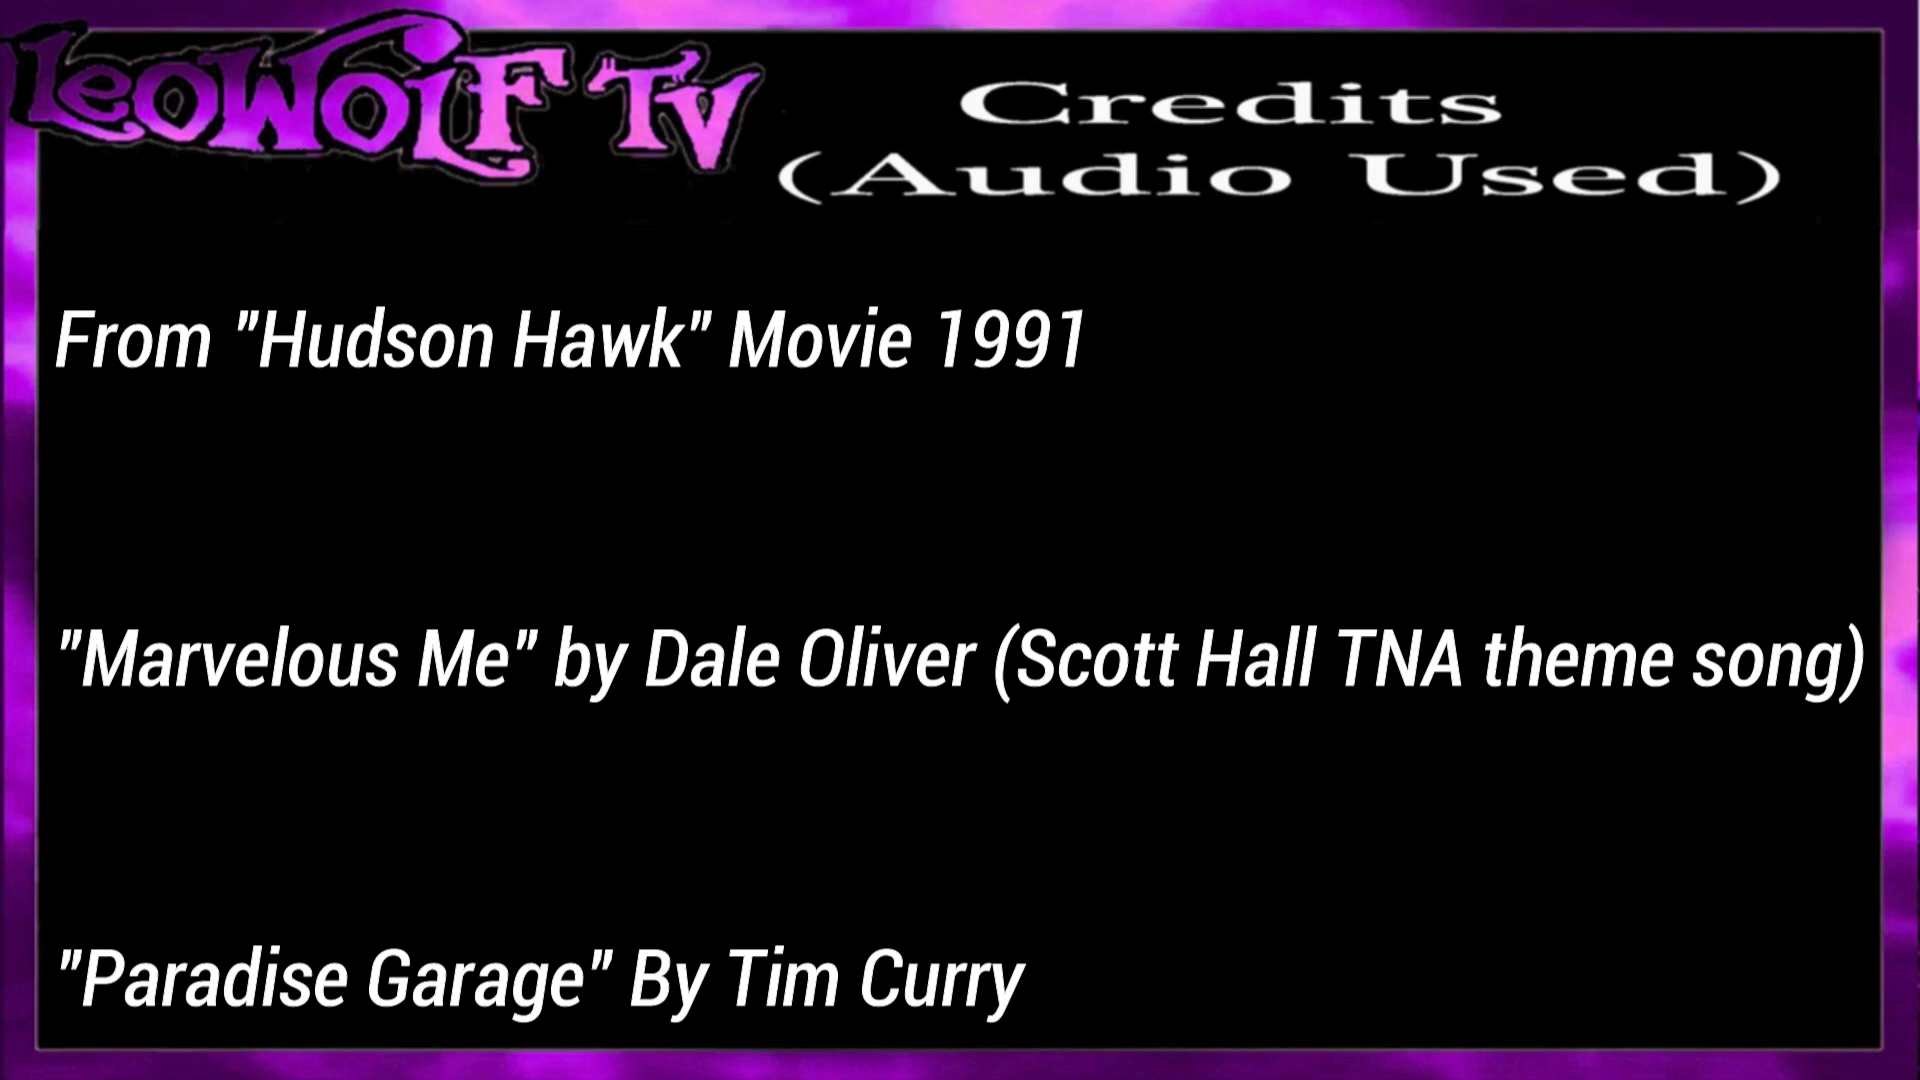 LeoWolf TV
Credits
(Audio Used)
From "Hudson Hawk" Movie 1991
"Marvelous Me" by Dale Oliver (Scott Hall TNA theme song)
"Paradise Garage" By Tim Curry